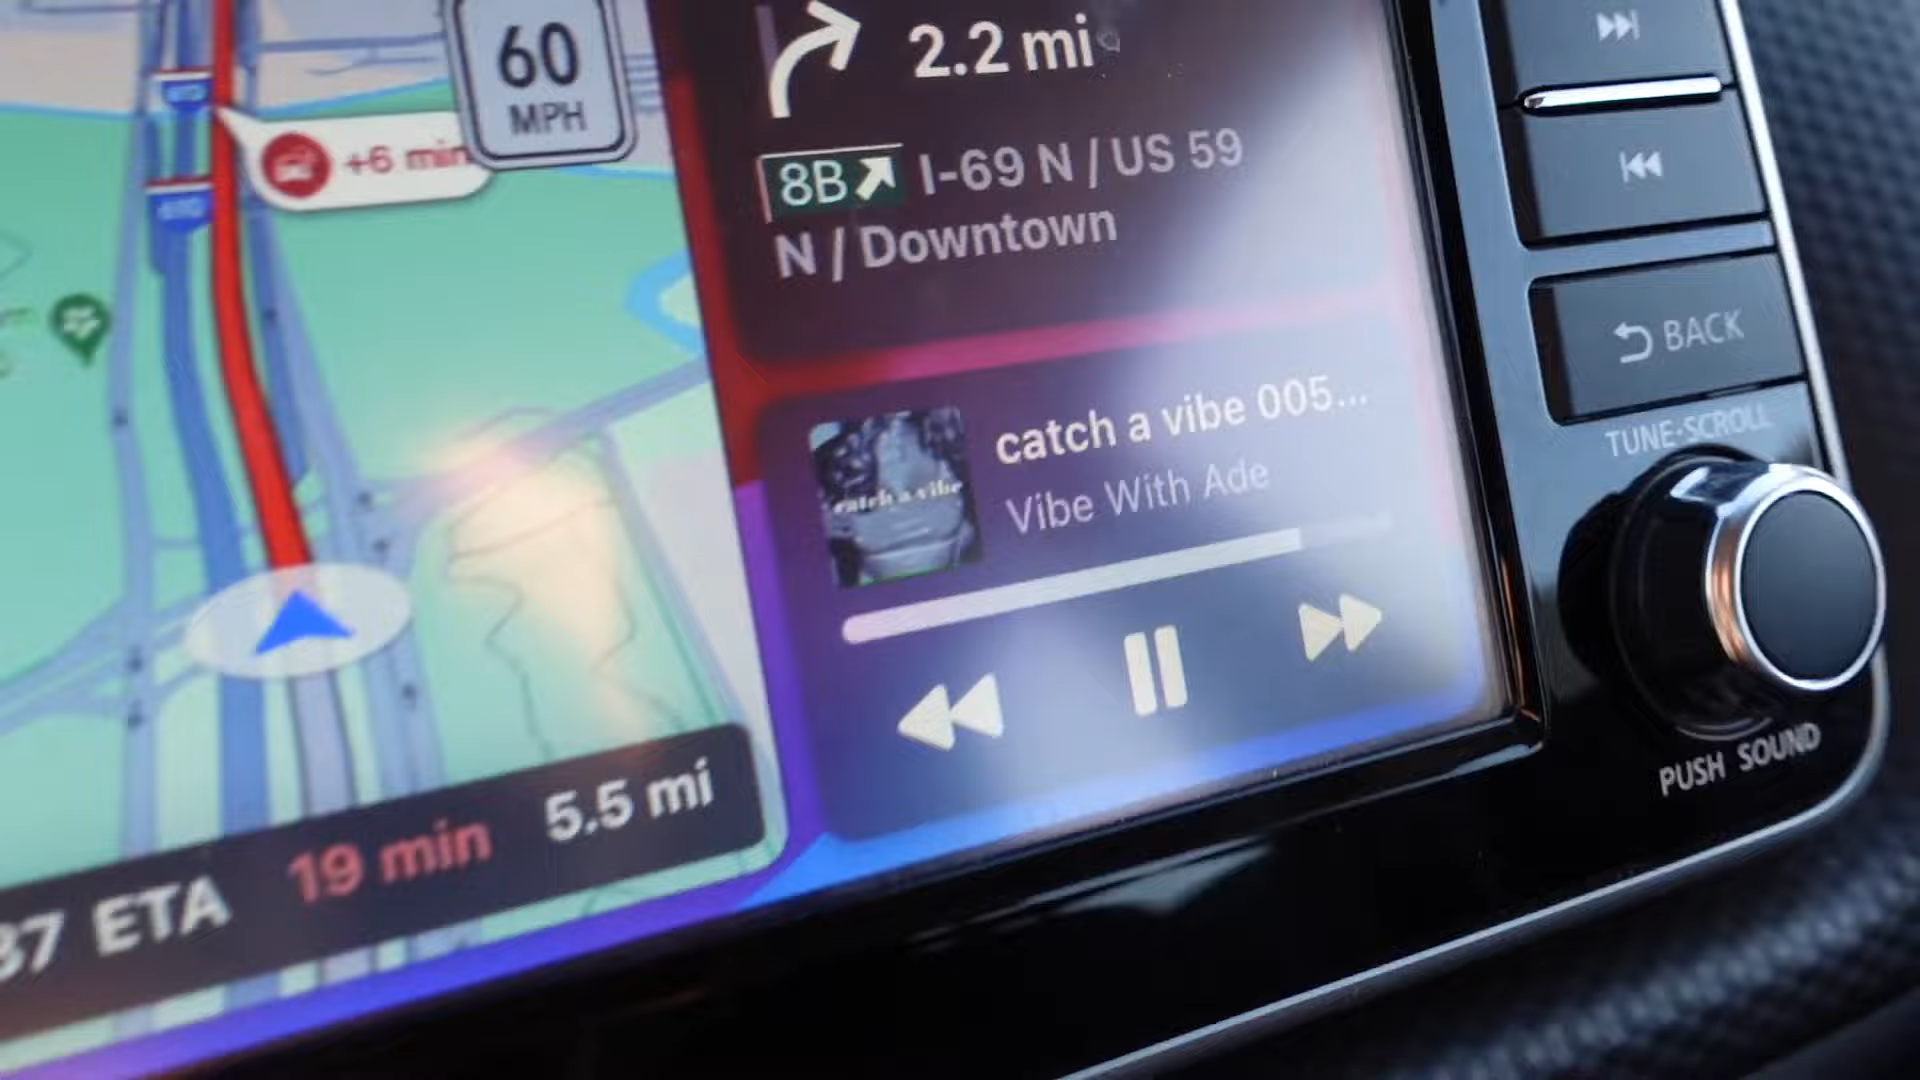 60
MPH
+6 min
610
2.2 mi
8B I-69 N / US 59
N / Downtown
catch a vibe 005...
Vibe With Ade
catch a vibe
37 ETA
19 min
5.5 mi
BACK
TUNE·SCROLL
PUSH SOUND